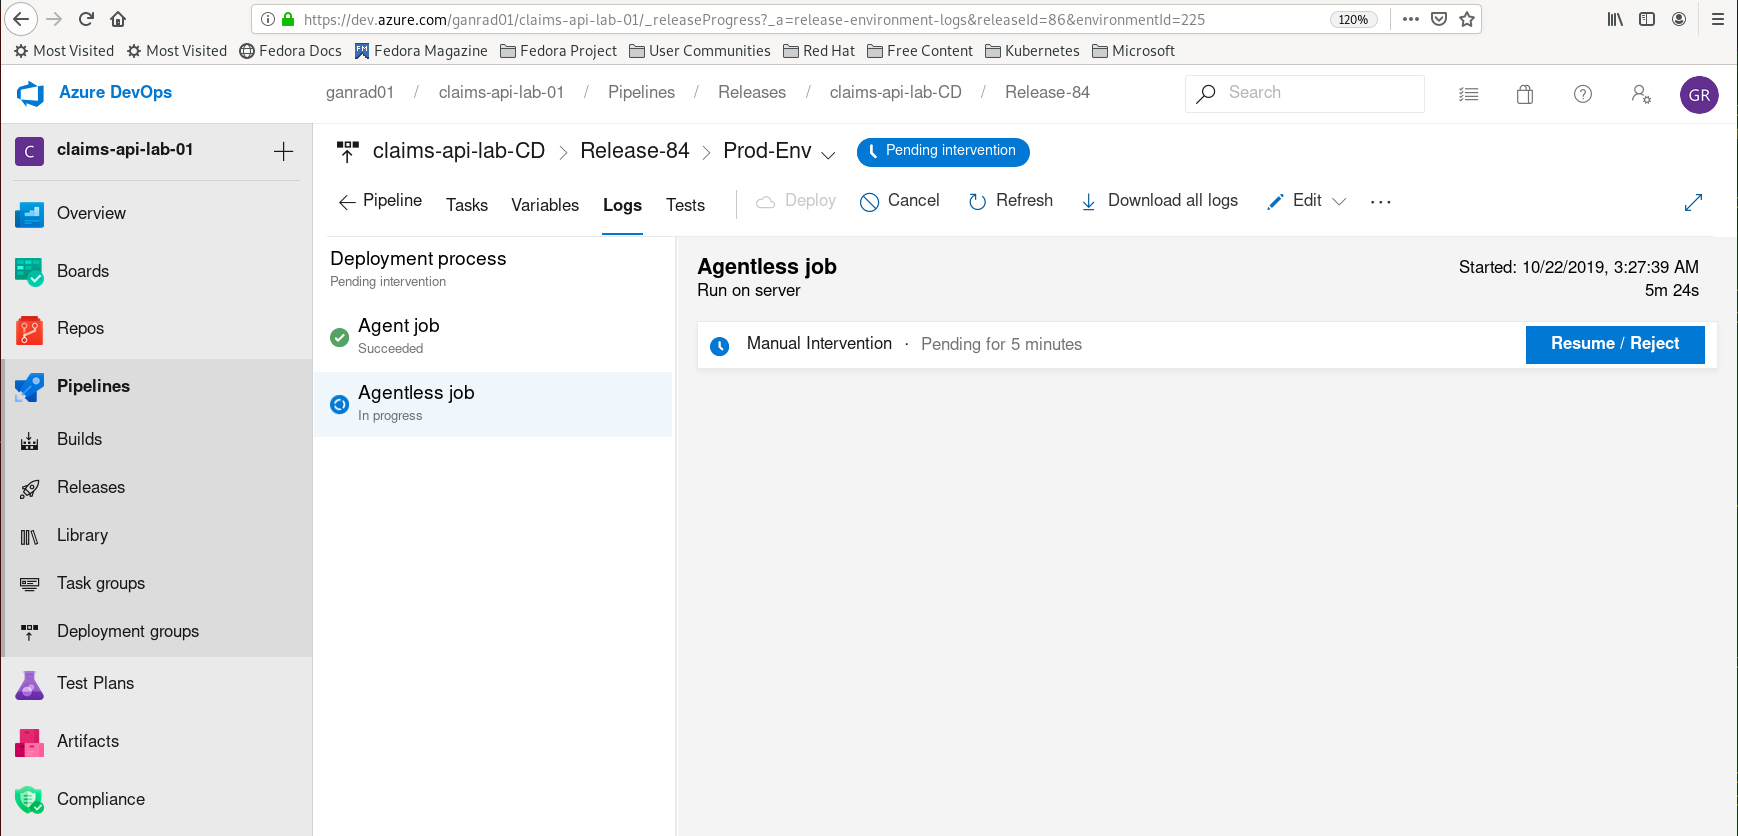 https://dev.azure.com/ganrad01/claims-api-lab-01/_releaseProgress?_a=release-environment-logs&releaseId=86&environmentId=225 120%
Most Visited Most Visited Fedora Docs Fedora Magazine Fedora Project User Communities Red Hat Free Content Kubernetes Microsoft
Azure DevOps ganrad01 / claims-api-lab-01 / Pipelines / Releases / claims-api-lab-CD / Release-84 Search GR
C claims-api-lab-01
Overview
Boards
Repos
Pipelines
Builds
Releases
Library
Task groups
Deployment groups
Test Plans
Artifacts
Compliance
claims-api-lab-CD > Release-84 > Prod-Env Pending intervention
Pipeline Tasks Variables Logs Tests Deploy Cancel Refresh Download all logs Edit
Deployment process
Pending intervention
Agent job
Succeeded
Agentless job
In progress
Agentless job Started: 10/22/2019, 3:27:39 AM
Run on server 5m 24s
Manual Intervention · Pending for 5 minutes Resume / Reject